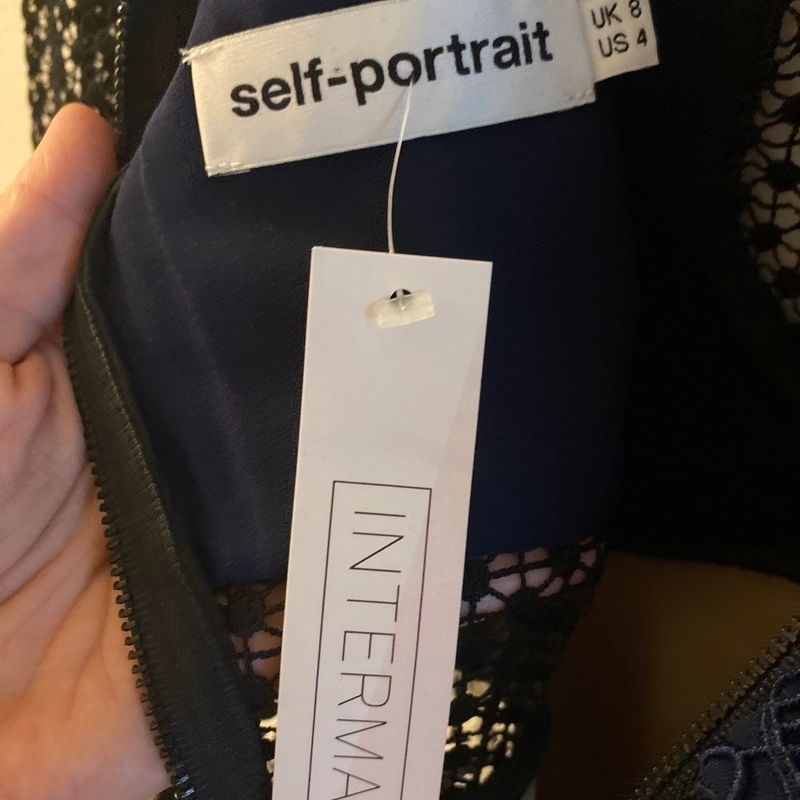 self-portrait
UK 8
US 4
INTERMA